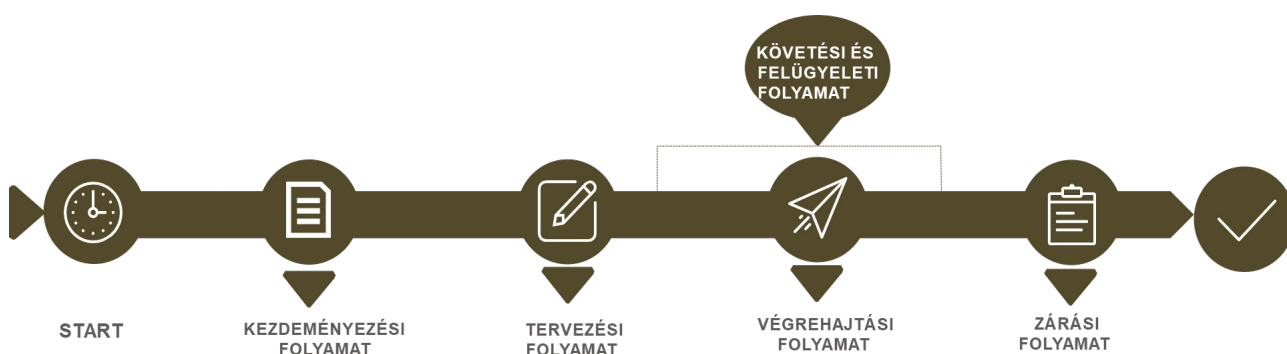 KÖVETÉSI ÉS
FELÜGYELETI
FOLYAMAT
START
KEZDEMÉNYEZÉSI
FOLYAMAT
TERVEZÉSI
FOLYAMAT
VÉGREHAJTÁSI
FOLYAMAT
ZÁRÁSI
FOLYAMAT